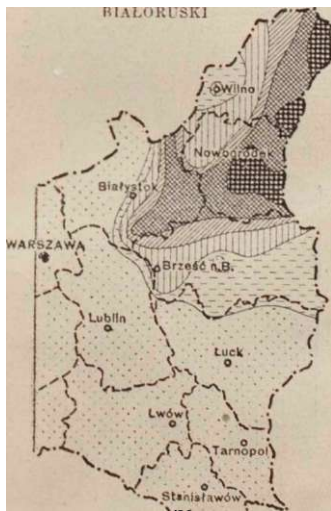 BIAŁORUSKI
Wilno
Nowogródek
Białystok
WARSZAWA
Brześć n.B.
Lublin
Łuck
Lwów
Tarnopol
Stanisławów